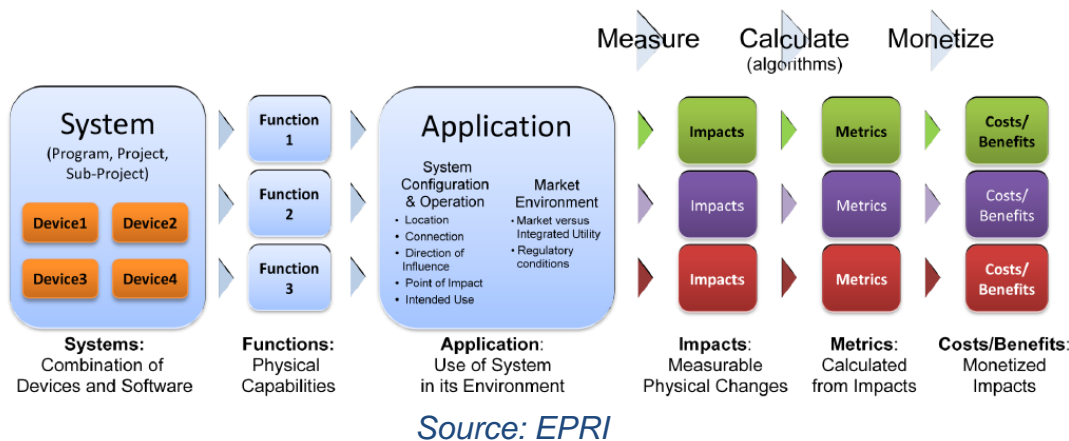 Measure
Calculate
(algorithms)
Monetize
System
(Program, Project,
Sub-Project)
Device1
Device2
Device3
Device4
Function
1
Function
2
Function
3
Application
System
Configuration
& Operation
• Location
• Connection
• Direction of
Influence
• Point of Impact
• Intended Use
Market
Environment
• Market versus
Integrated Utility
• Regulatory
conditions
Impacts
Metrics
Costs/
Benefits
Impacts
Metrics
Costs/
Benefits
Impacts
Metrics
Costs/
Benefits
Systems:
Combination of
Devices and Software
Functions:
Physical
Capabilities
Application:
Use of System
in its Environment
Impacts:
Measurable
Physical Changes
Metrics:
Calculated
from Impacts
Costs/Benefits:
Monetized
Impacts
Source: EPRI